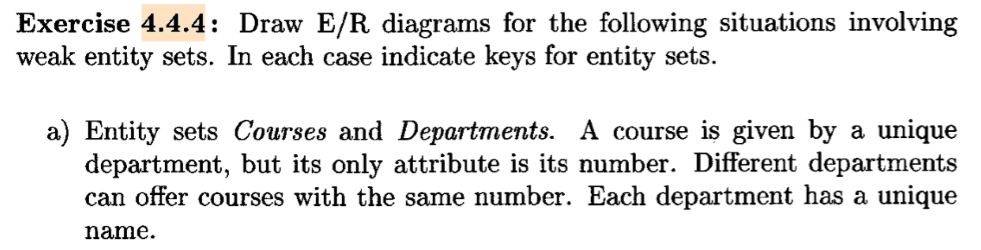 Exercise 4.4.4: Draw E/R diagrams for the following situations involving
weak entity sets. In each case indicate keys for entity sets.
a) Entity sets Courses and Departments. A course is given by a unique
department, but its only attribute is its number. Different departments
can offer courses with the same number. Each department has a unique
name.